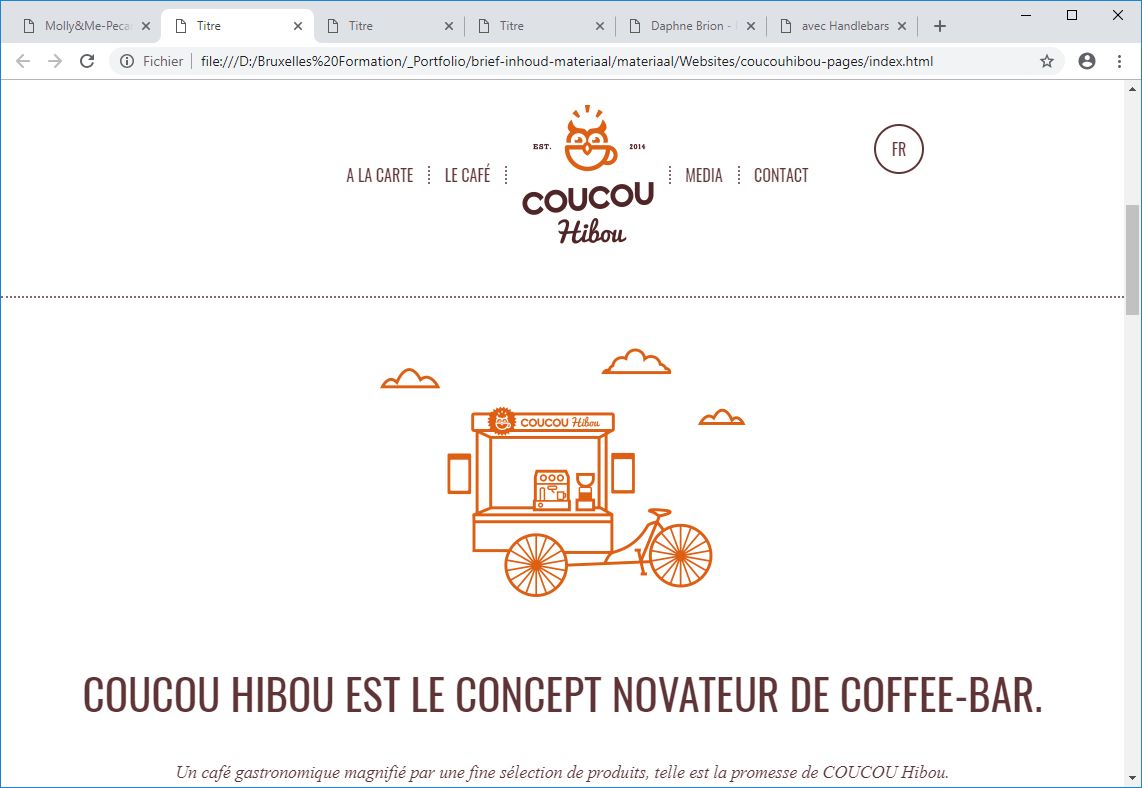 Molly&Me-Peca
Titre
Titre
Titre
Daphne Brion -
avec Handlebars
Fichier
file:///D:/Bruxelles%20Formation/_Portfolio/brief-inhoud-materiaal/materiaal/Websites/coucouhibou-pages/index.html
EST. 2014
FR
A LA CARTE
LE CAFÉ
COUCOU
Hibou
MEDIA
CONTACT
COUCOU Hibou
COUCOU HIBOU EST LE CONCEPT NOVATEUR DE COFFEE-BAR.
Un café gastronomique magnifié par une fine sélection de produits, telle est la promesse de COUCOU Hibou.